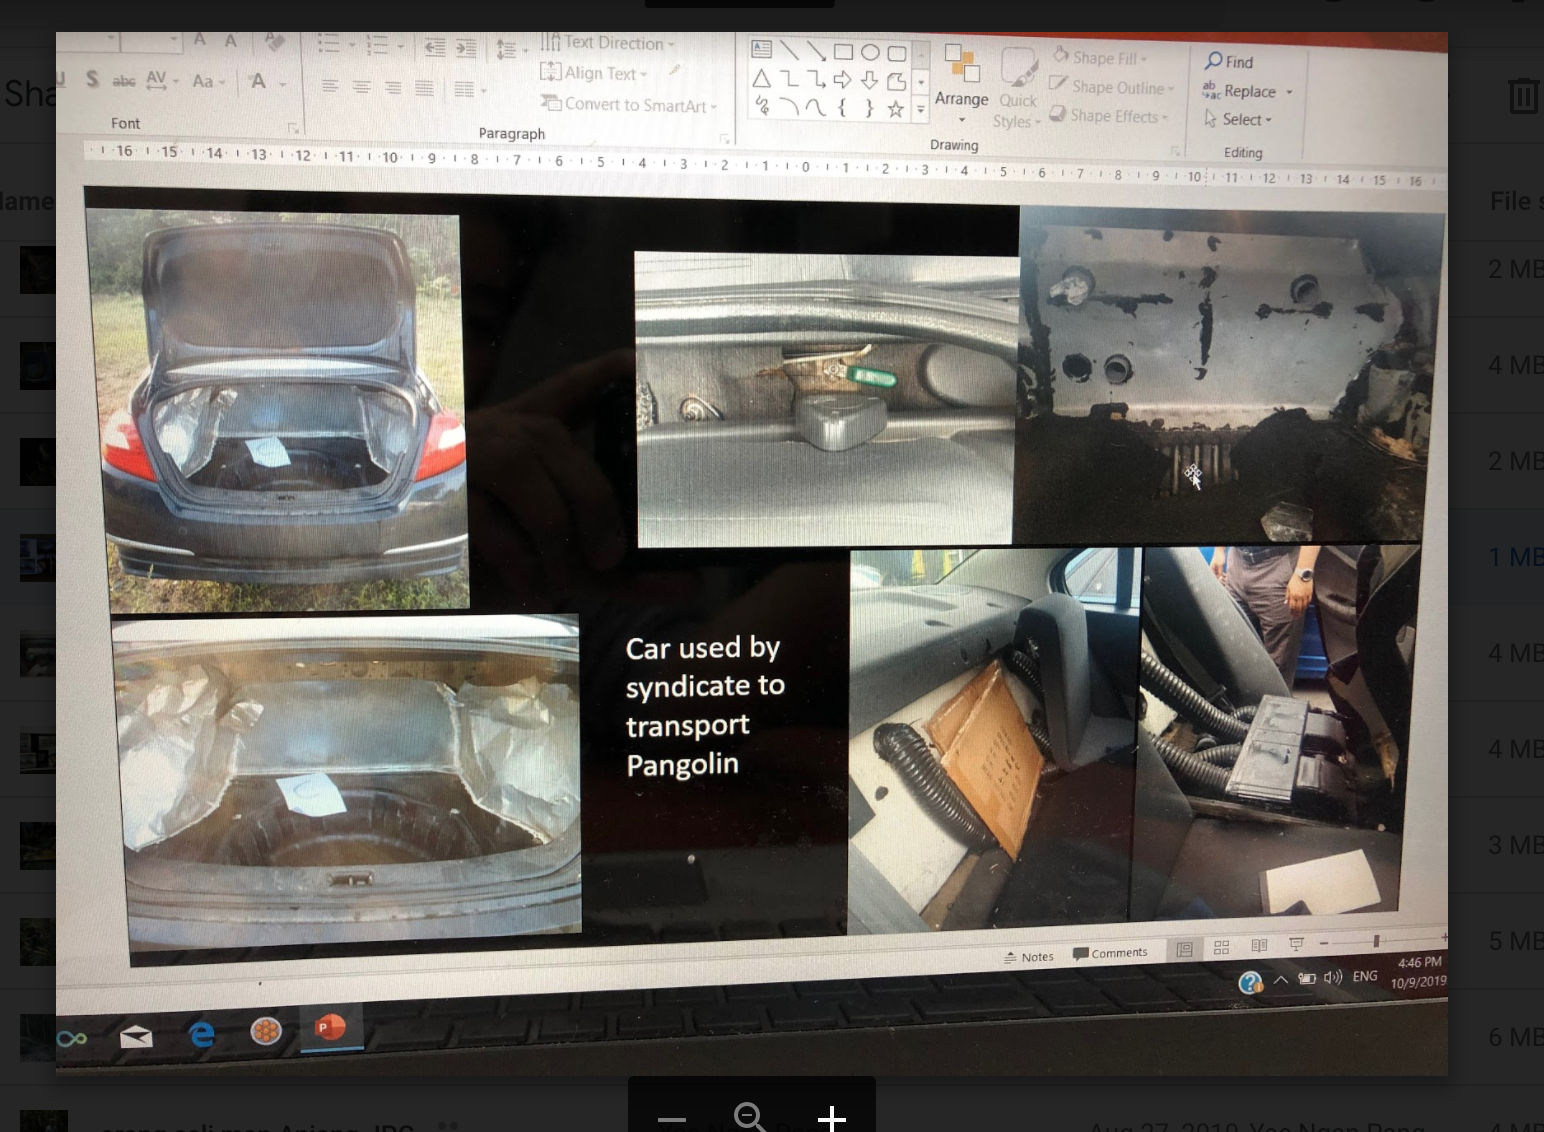 Sha
lame
File s
2 MB
4 MB
2 MB
1 MB
4 MB
4 MB
3 MB
5 MB
6 MB
A A
U S abc AV Aa A
Font
Text Direction
Align Text
Convert to SmartArt
Paragraph
Arrange
Quick
Styles
Shape Fill
Shape Outline
Shape Effects
Drawing
Find
Replace
Select
Editing
16 15 14 13 12 11 10 9 8 7 6 5 4 3 2 1 0 1 2 3 4 5 6 7 8 9 10 11 12 13 14 15 16
Car used by
syndicate to
transport
Pangolin
Notes
Comments
ENG
4:46 PM
10/9/2019